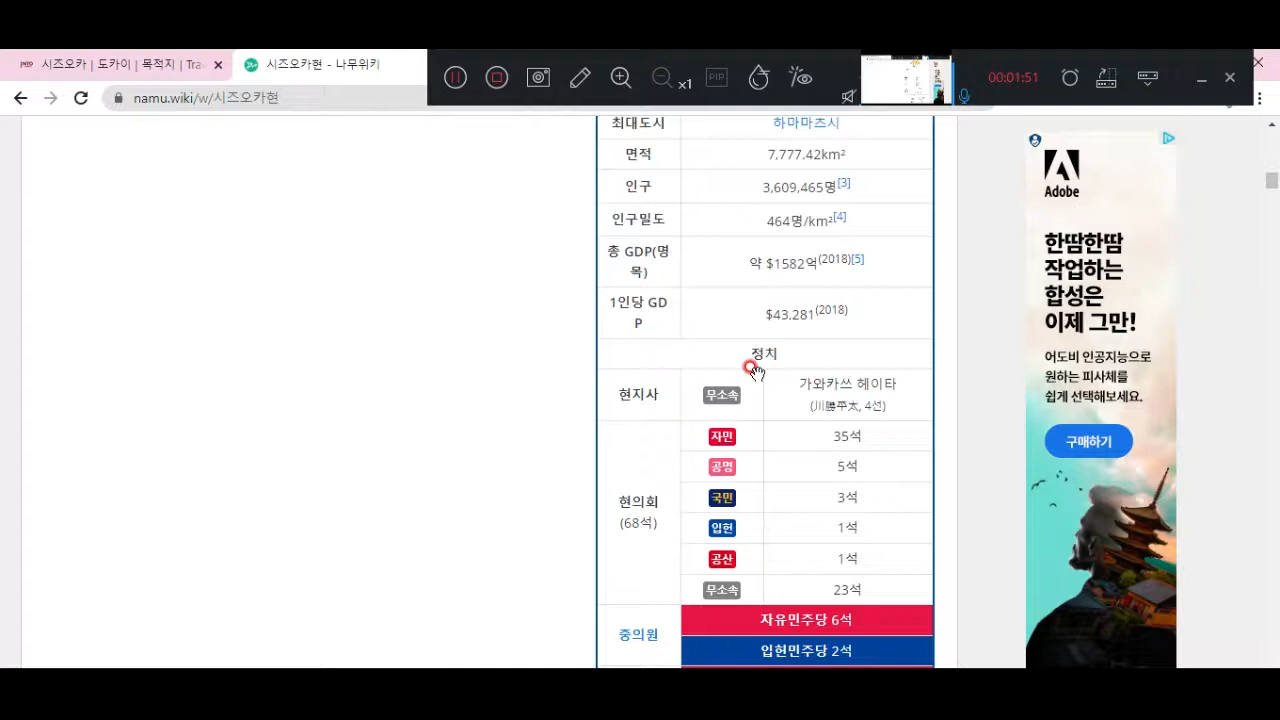 시즈오카 | 도카이 | 목적지 | Tra
시즈오카현 - 나무위키
x1
PIP
00:01:51
namu.wiki/w/시즈오카현
최대도시 하마마츠시
면적 7,777.42km²
인구 3,609,465명[3]
인구밀도 464명/km²[4]
총 GDP(명
목) 약 $1582억(2018)[5]
1인당 GD
P $43.281(2018)
정치
현지사 무소속 가와카쓰 헤이타
(川勝平太, 4선)
현의회
(68석)
자민 35석
공명 5석
국민 3석
입헌 1석
공산 1석
무소속 23석
중의원
자유민주당 6석
입헌민주당 2석
Adobe
한땀한땀
작업하는
합성은
이제 그만!
어도비 인공지능으로
원하는 피사체를
쉽게 선택해보세요.
구매하기